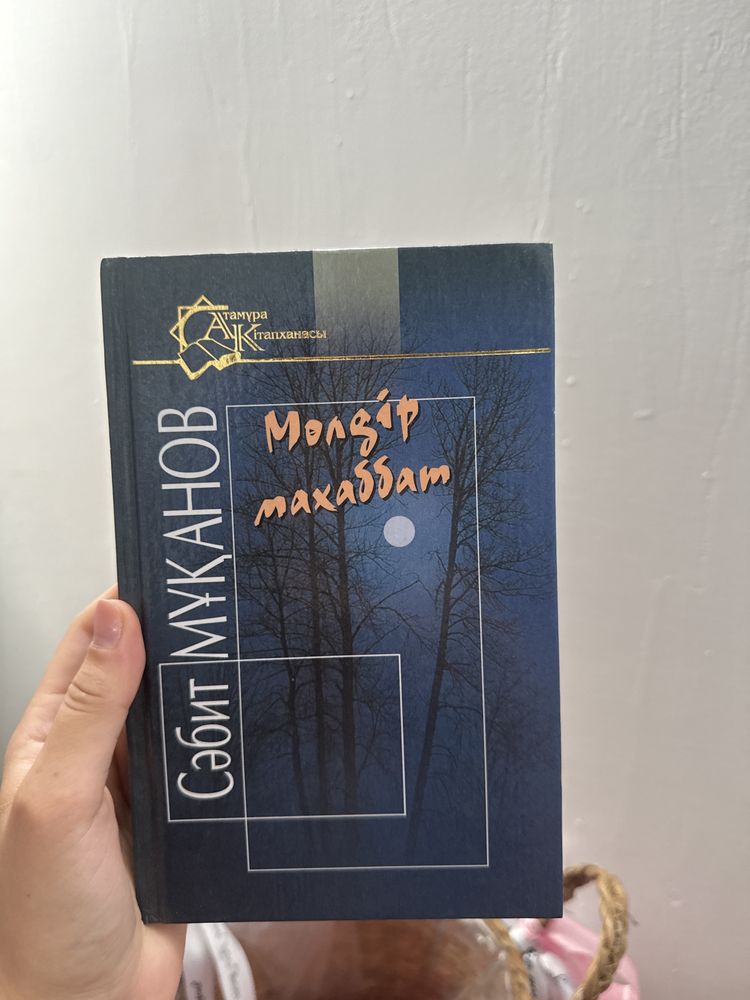 Атамұра
Кітапханасы
Мөлдір
махаббат
Сәбит МҰҚАНОВ